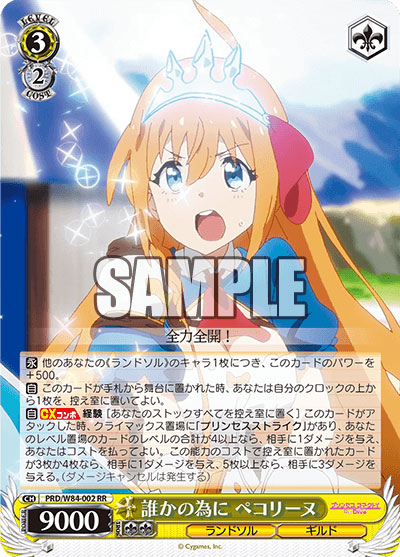 LEVEL
3
2
COST
SAMPLE
全力全開！
永 他のあなたの《ランドソル》のキャラ1枚につき、このカードのパワーを
＋500。
自 このカードが手札から舞台に置かれた時、あなたは自分のクロックの上か
ら1枚を、控え室に置いてよい。
自 CXコンボ 経験 ［あなたのストックすべてを控え室に置く］ このカードがア
タックした時、クライマックス置場に「プリンセスストライク」があり、あなた
のレベル置場のカードのレベルの合計が4以上なら、相手に1ダメージを与え、
あなたはコストを払ってよい。そうしたら、この効果で控え室に置かれたカー
ドが3枚か4枚なら、相手に1ダメージを与え、5枚以上なら、相手に3ダメージを与
える。（ダメージキャンセルは発生する）
CH PRD/W84-002 RR
誰かの為に ペコリーヌ
プリンセスコネクト！Re:Dive
POWER
9000
SOUL
ランドソル
ギルド
© Cygames, Inc.